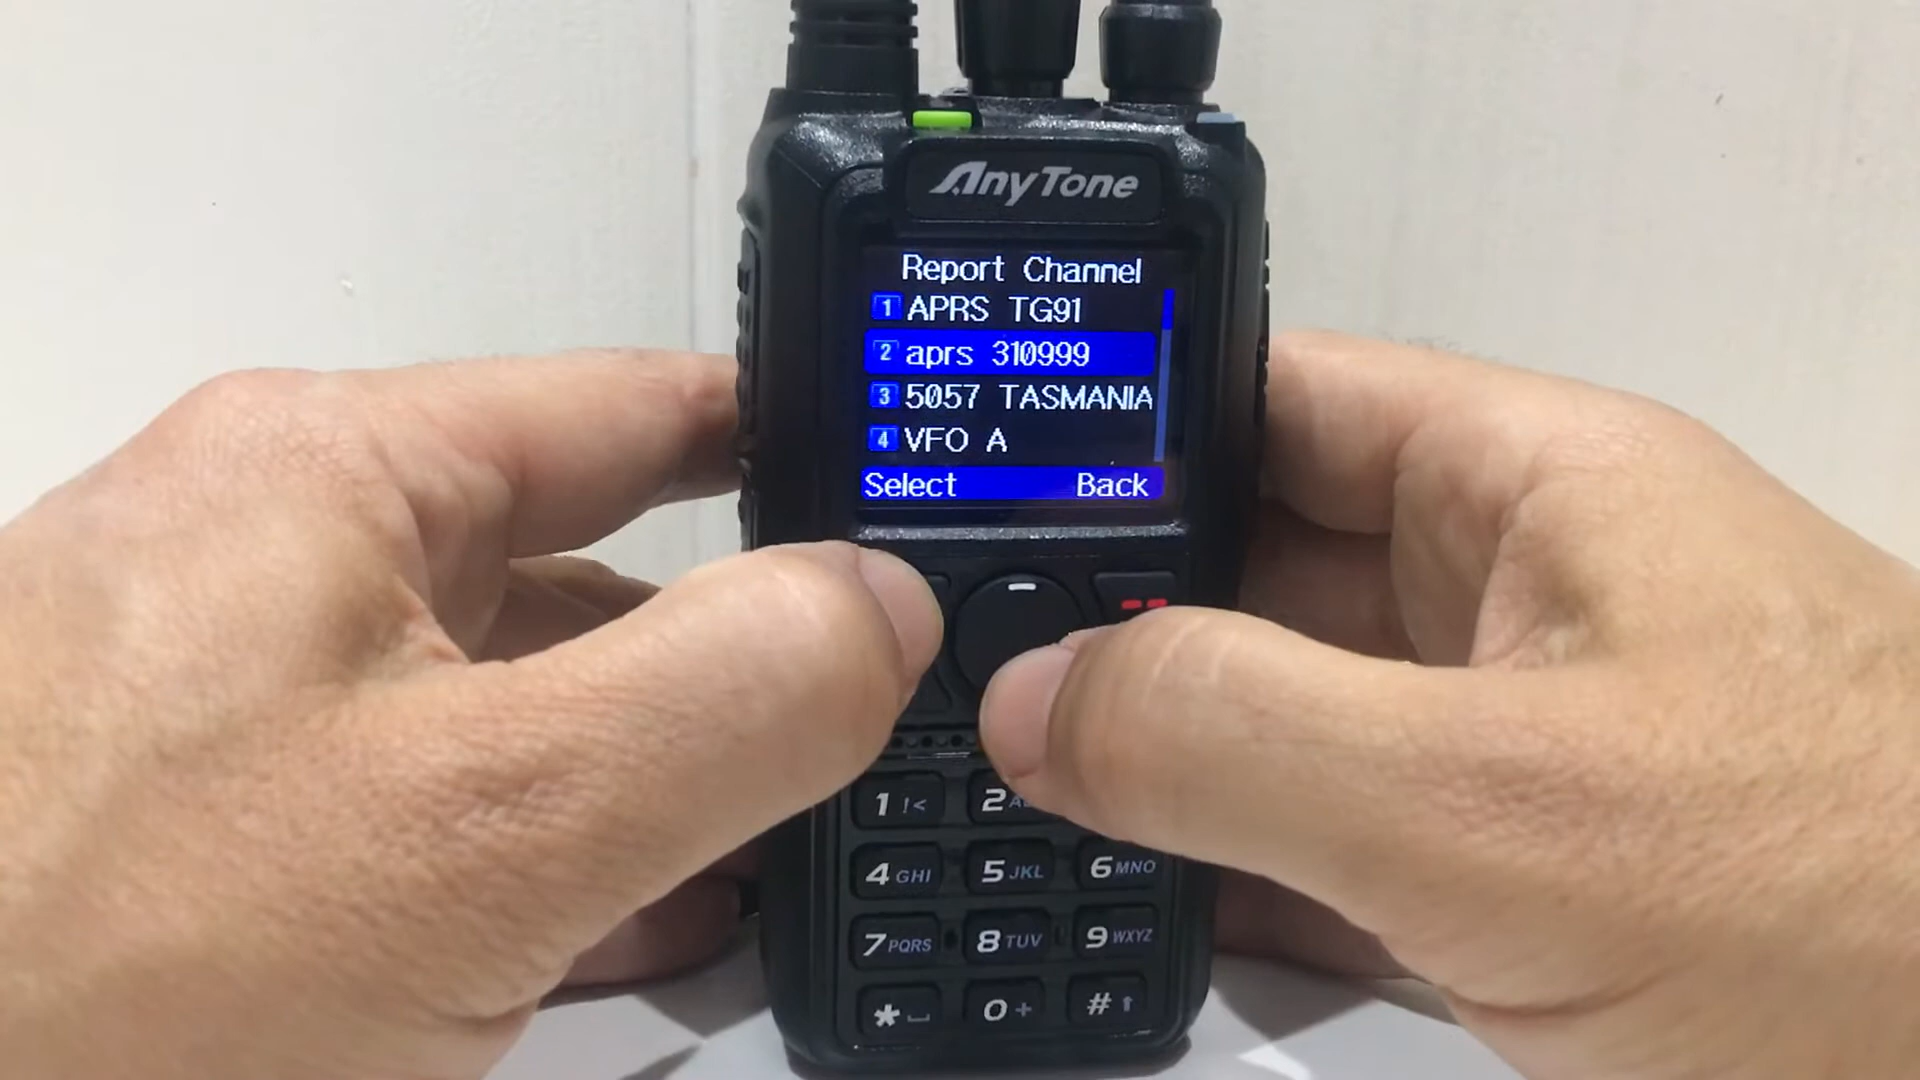 AnyTone
Report Channel
1 APRS TG91
2 aprs 310999
3 5057 TASMANIA
4 VFO A
Select Back
1 !< 2
4 GHI 5 JKL 6 MNO
7 PQRS 8 TUV 9 WXYZ
* 0 + #